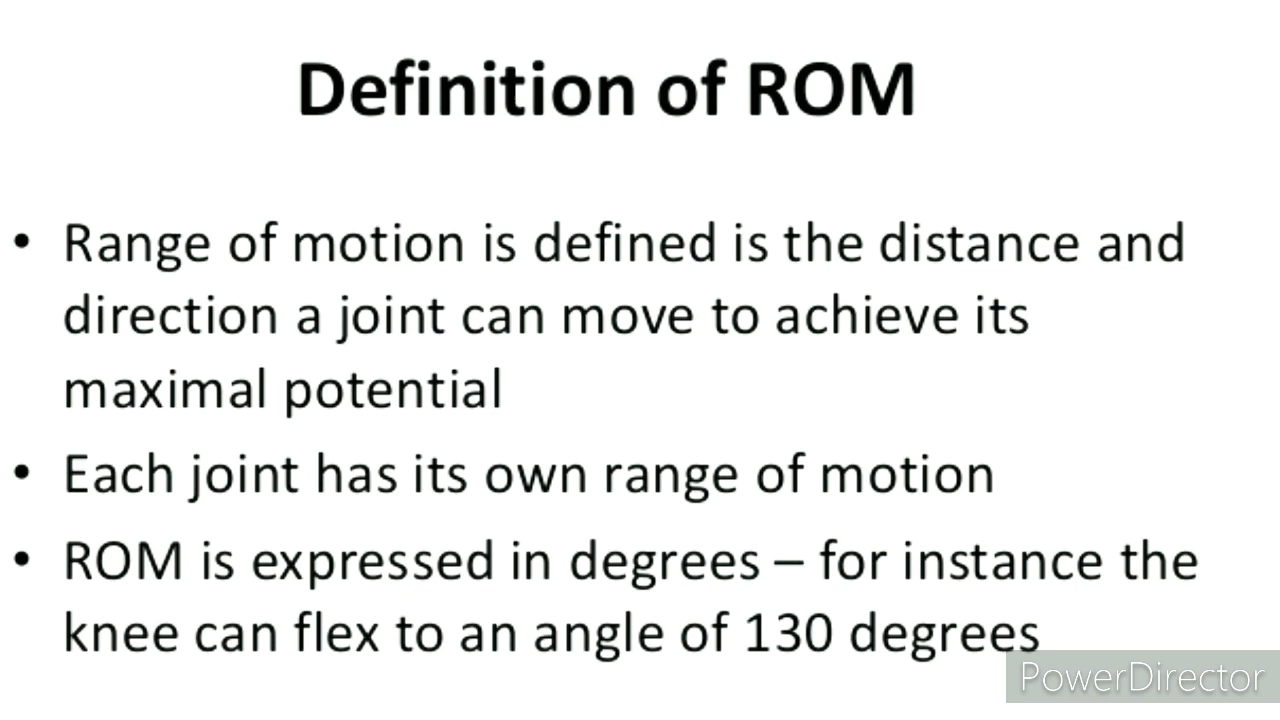 Definition of ROM
• Range of motion is defined is the distance and
direction a joint can move to achieve its
maximal potential
• Each joint has its own range of motion
• ROM is expressed in degrees – for instance the
knee can flex to an angle of 130 degrees
PowerDirector